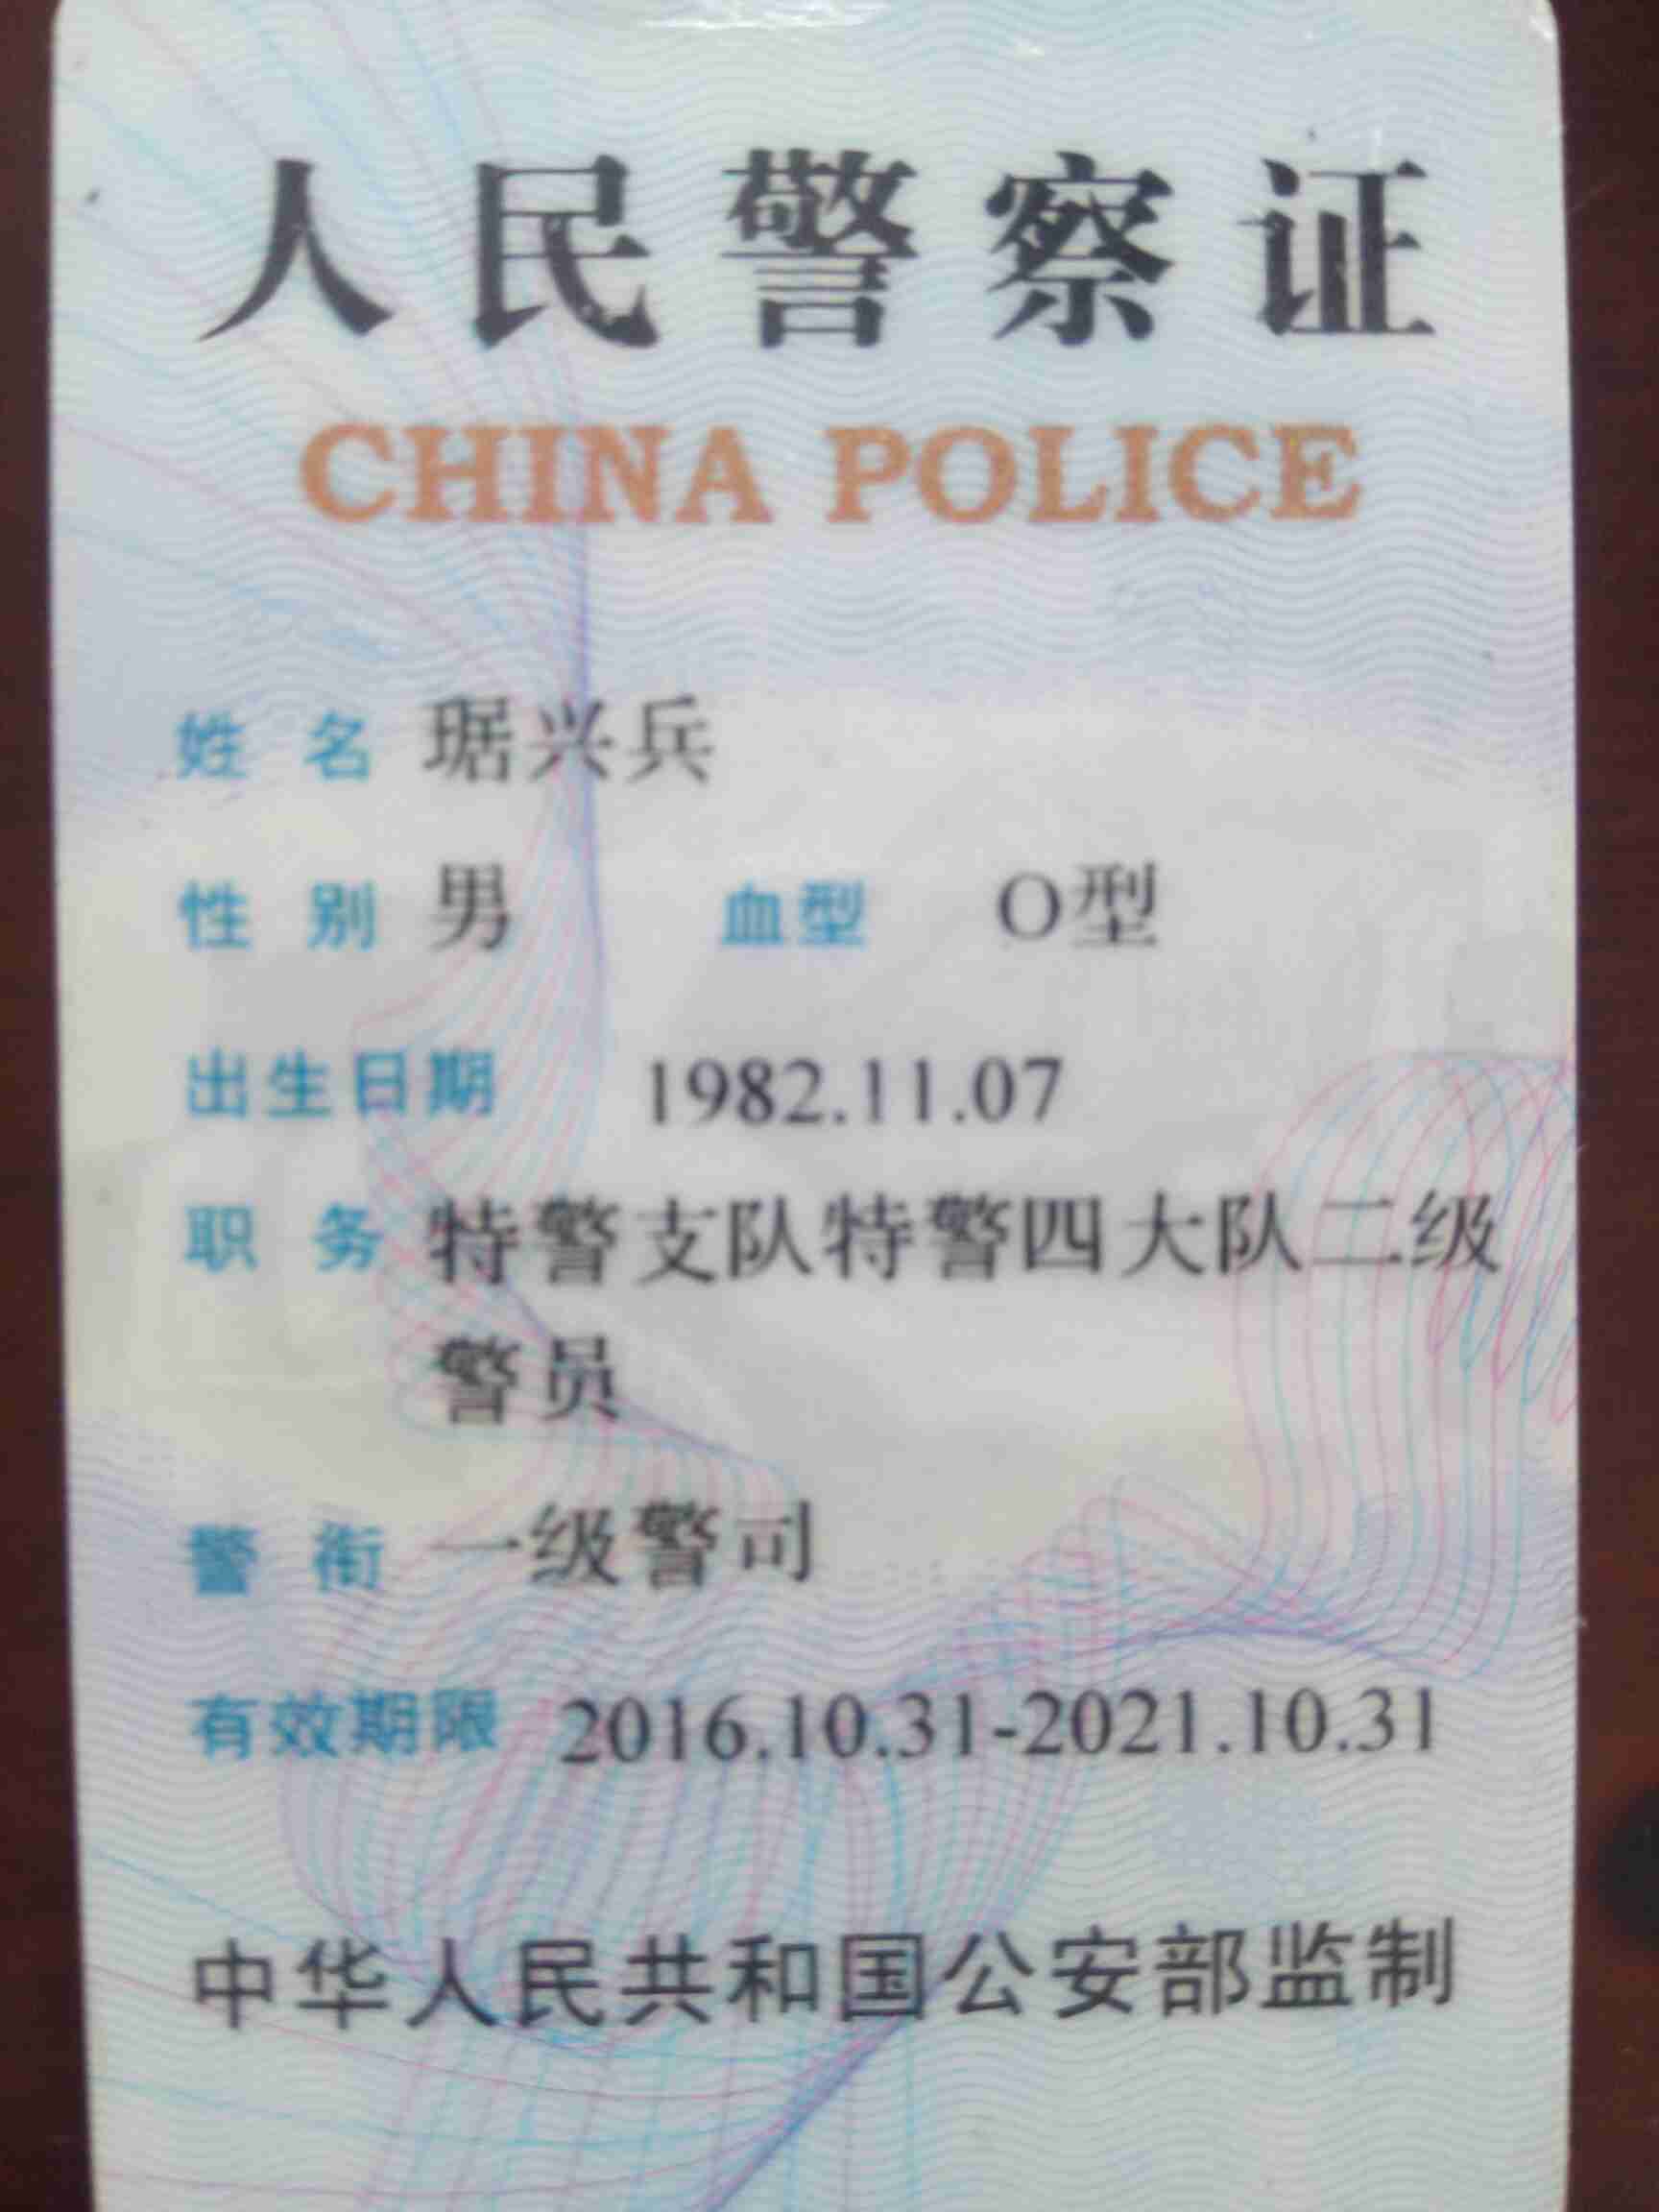 人民警察证
CHINA POLICE
姓 名 琚兴兵
性 别 男 血型 O型
出生日期 1982.11.07
职 务 特警支队特警四大队二级
警员
警 衔 一级警司
有效期限 2016.10.31-2021.10.31
中华人民共和国公安部监制